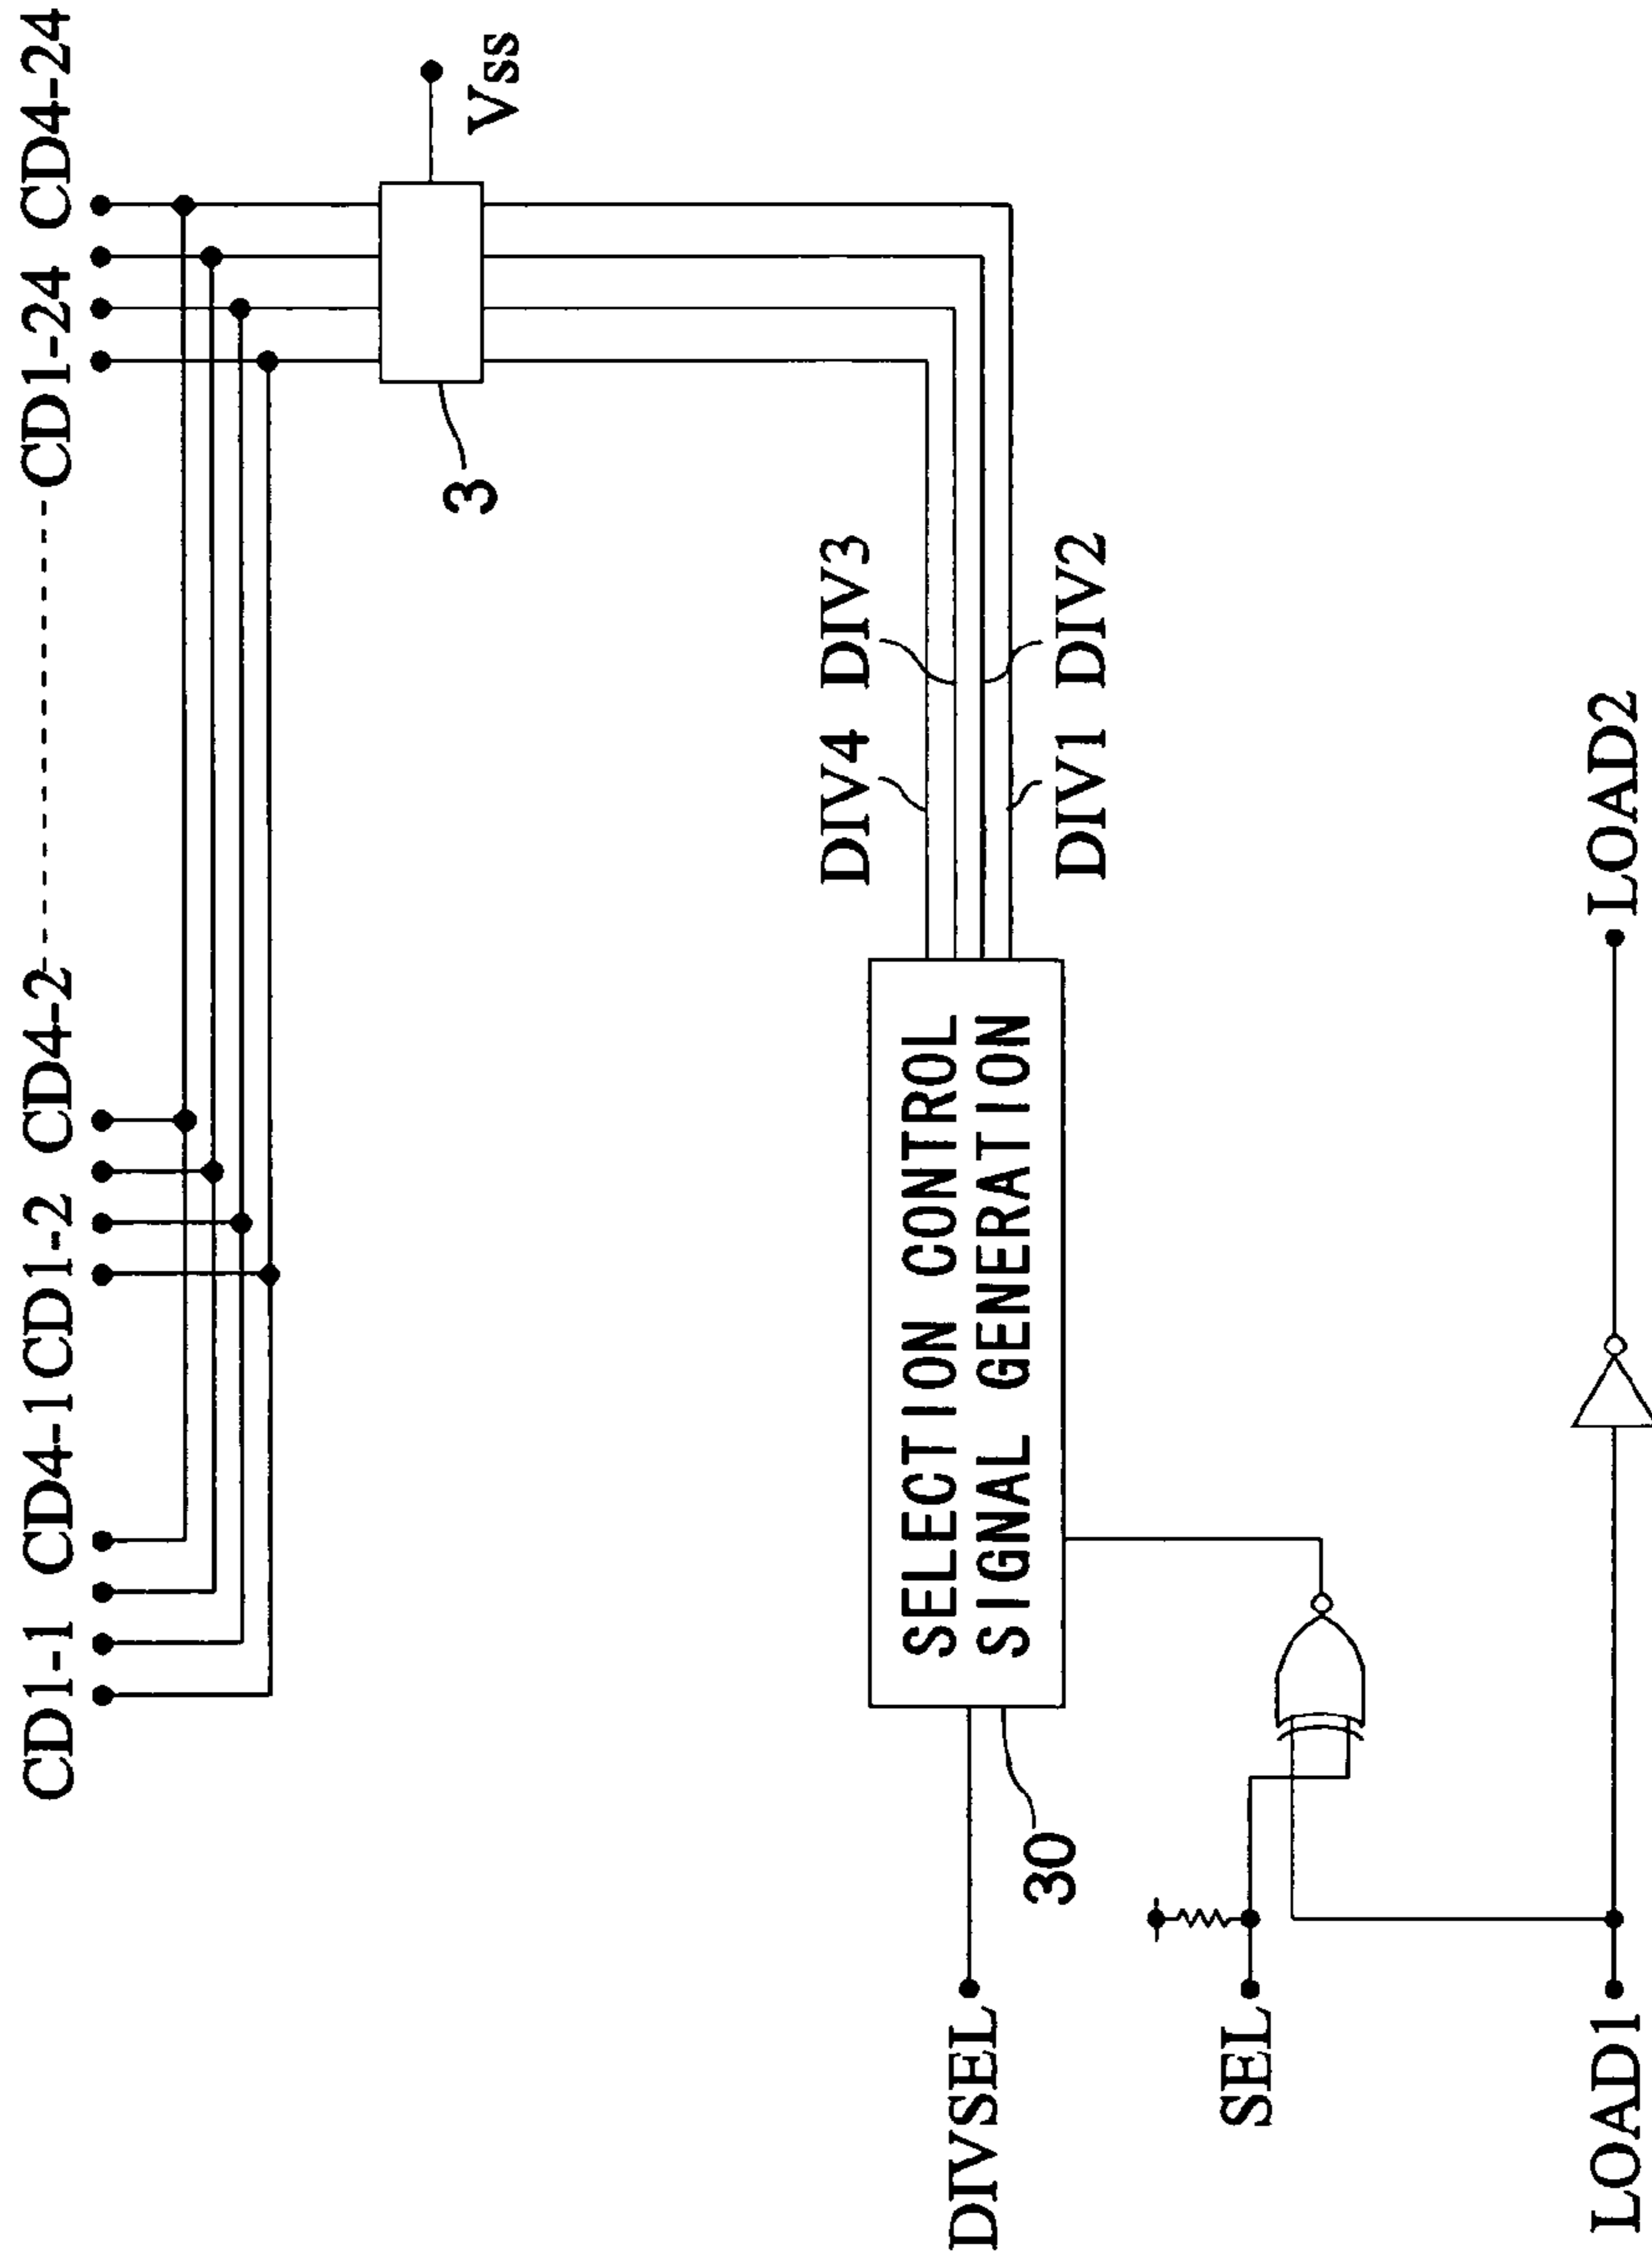 CD1-1 CD4-1 CD1-2 CD4-2 CD1-24 CD4-24
Vss
3
DIV4 DIV3
DIV1 DIV2
SELECTION CONTROL
SIGNAL GENERATION
30
DIVSEL
SEL
LOAD1
LOAD2